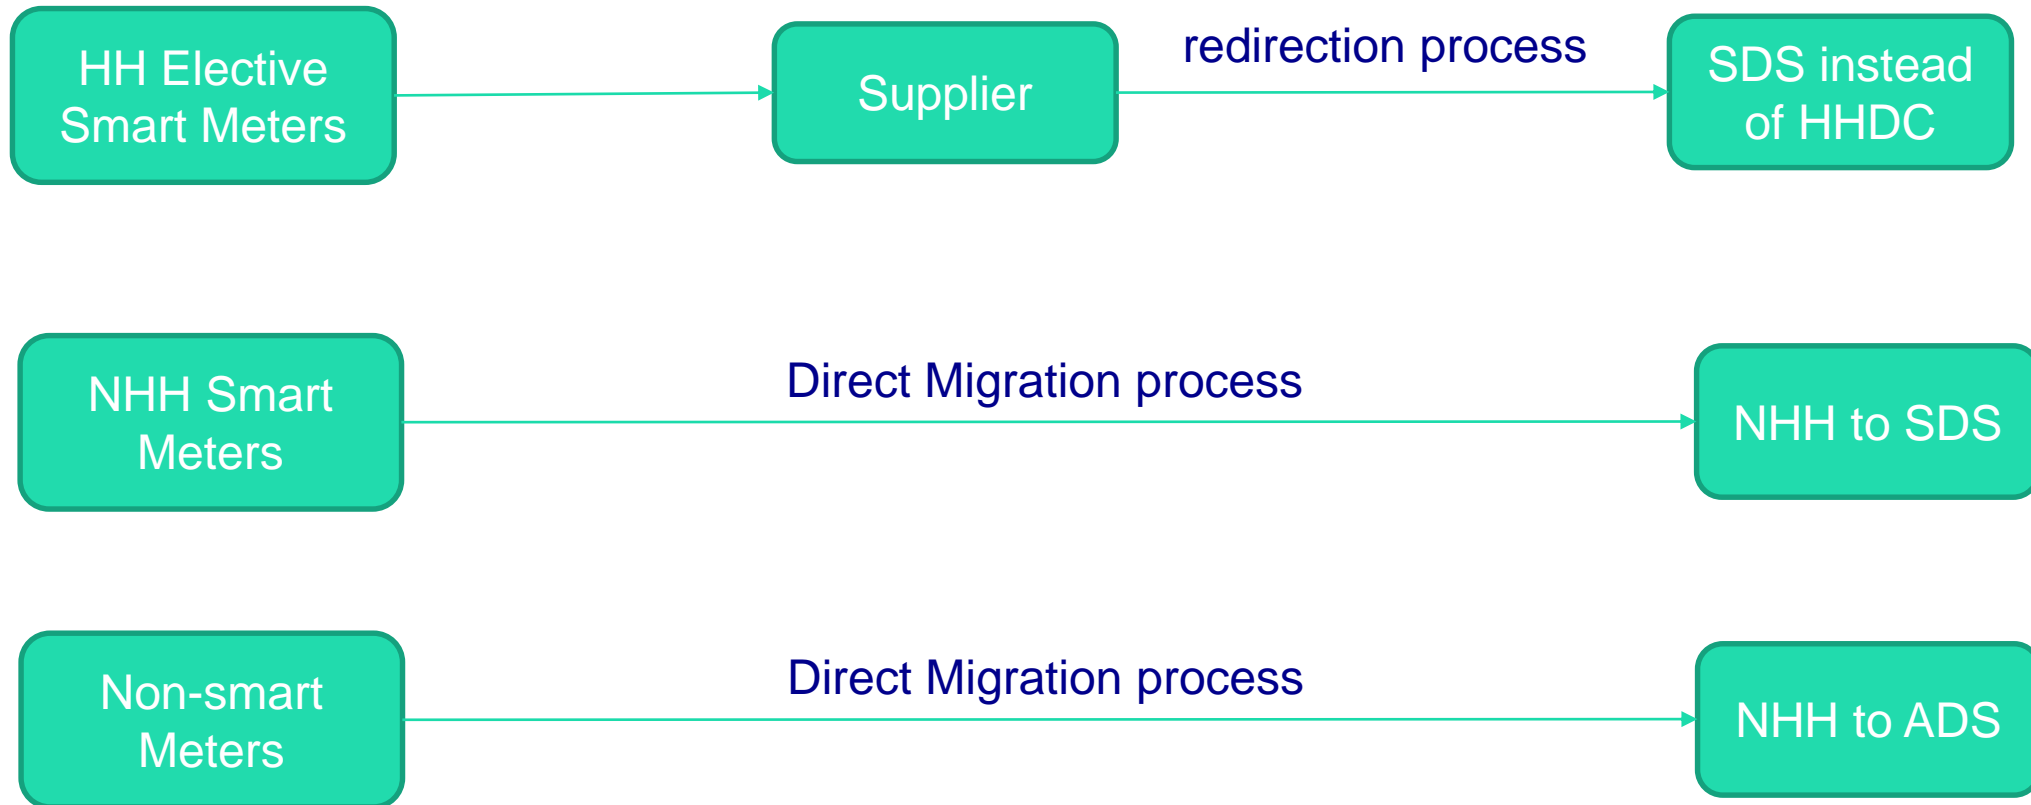 HH Elective
Smart Meters
Supplier
redirection process
SDS instead
of HHDC
NHH Smart
Meters
Direct Migration process
NHH to SDS
Non-smart
Meters
Direct Migration process
NHH to ADS